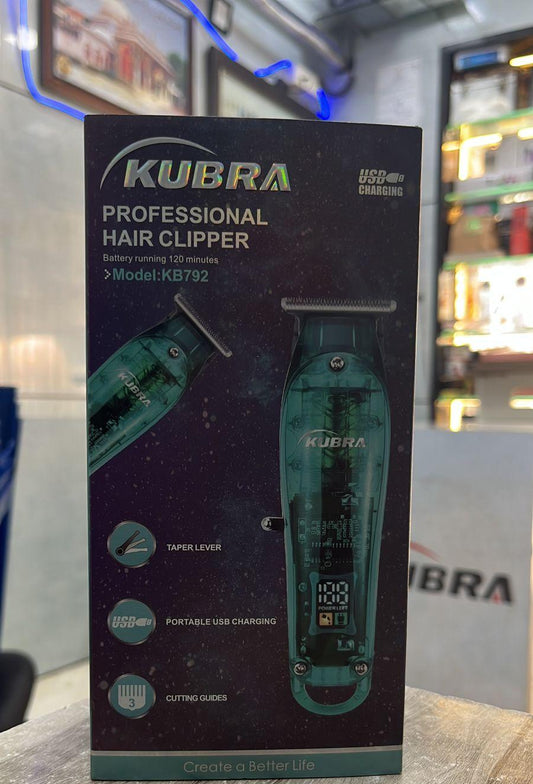 KUBRA
USB
CHARGING
PROFESSIONAL
HAIR CLIPPER
Battery running 120 minutes
Model:KB792
KUBRA
KUBRA
188
POWER LEFT
TAPER LEVER
USB
PORTABLE USB CHARGING
3
CUTTING GUIDES
Create a Better Life
UBRA